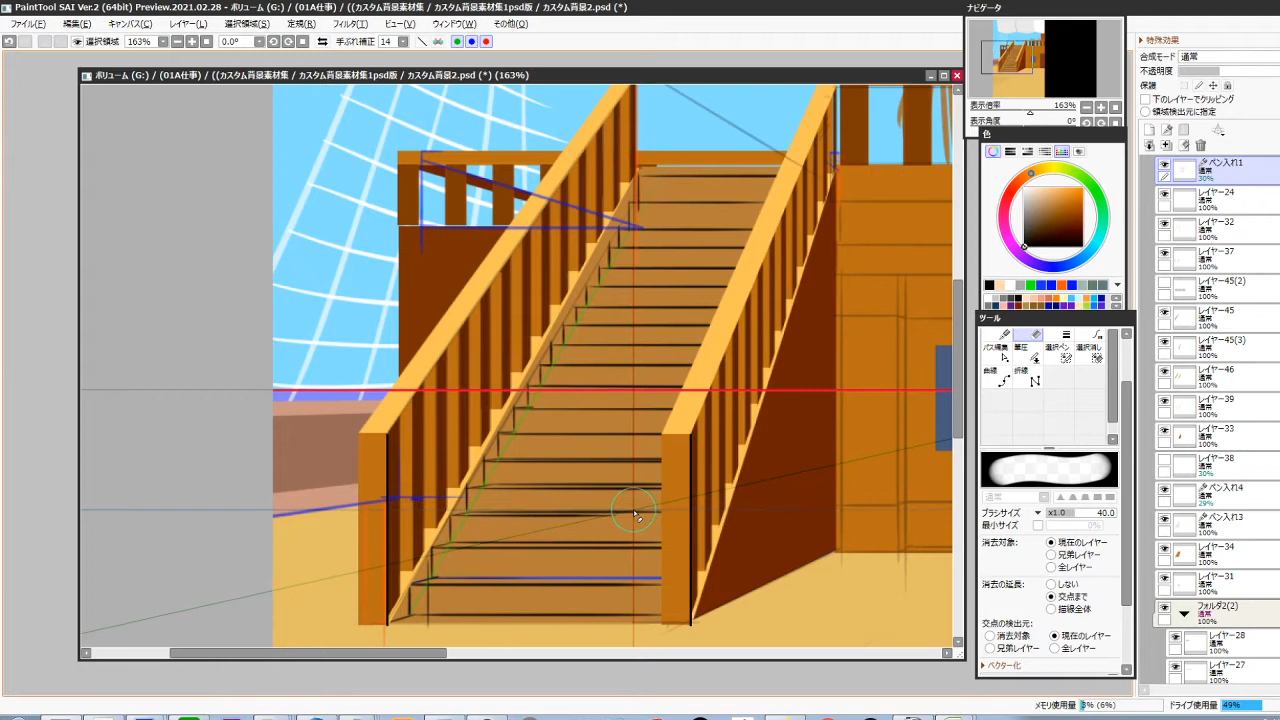 PaintTool SAI Ver.2 (64bit) Preview.2021.02.28 - ボリューム (G:) / (01A仕事) / ((カスタム背景素材集 / カスタム背景素材集1psd版 / カスタム背景2.psd (*)
ファイル(F) 編集(E) キャンバス(C) レイヤー(L) 選択領域(S) 定規(R) フィルタ(T) ビュー(V) ウィンドウ(W) その他(O)
選択領域 163% 0.0° 手ぶれ補正 14
ボリューム (G:) / (01A仕事) / ((カスタム背景素材集 / カスタム背景素材集1psd版 / カスタム背景2.psd (*) (163%)
ナビゲータ
表示倍率 163%
表示角度 0°
色
ツール
パス編集 筆圧 選択ペン 選択消し
曲線 折線
通常
ブラシサイズ x1.0 40.0
最小サイズ 0%
消去対象: 現在のレイヤー
兄弟レイヤー
全レイヤー
消去の延長: しない
交点まで
描線全体
交点の検出元:
消去対象 現在のレイヤー
兄弟レイヤー 全レイヤー
ベクター化
特殊効果
合成モード 通常
不透明度
保護
下のレイヤーでクリッピング
領域検出元に指定
ペン入れ1
通常
30%
レイヤー24
通常
100%
レイヤー32
通常
100%
レイヤー37
通常
100%
レイヤー45(2)
通常
100%
レイヤー45
通常
100%
レイヤー45(3)
通常
100%
レイヤー46
通常
100%
レイヤー39
通常
100%
レイヤー33
通常
100%
レイヤー38
通常
30%
ペン入れ4
通常
29%
ペン入れ3
通常
100%
レイヤー34
通常
100%
レイヤー31
通常
100%
フォルダ2(2)
通常
100%
レイヤー28
通常
100%
レイヤー27
通常
メモリ使用量 3% (6%) ドライブ使用量 49%